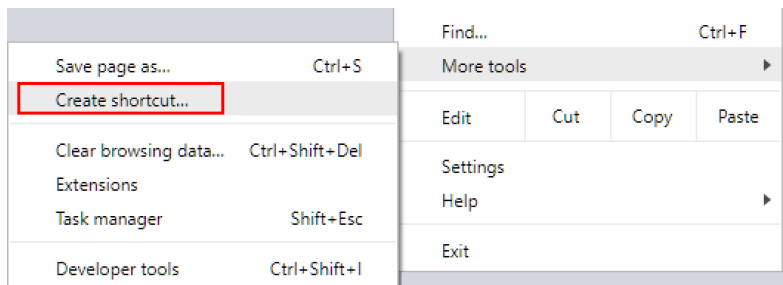 Find... Ctrl+F
More tools
Edit Cut Copy Paste
Settings
Help
Exit
Save page as... Ctrl+S
Create shortcut...
Clear browsing data... Ctrl+Shift+Del
Extensions
Task manager Shift+Esc
Developer tools Ctrl+Shift+I